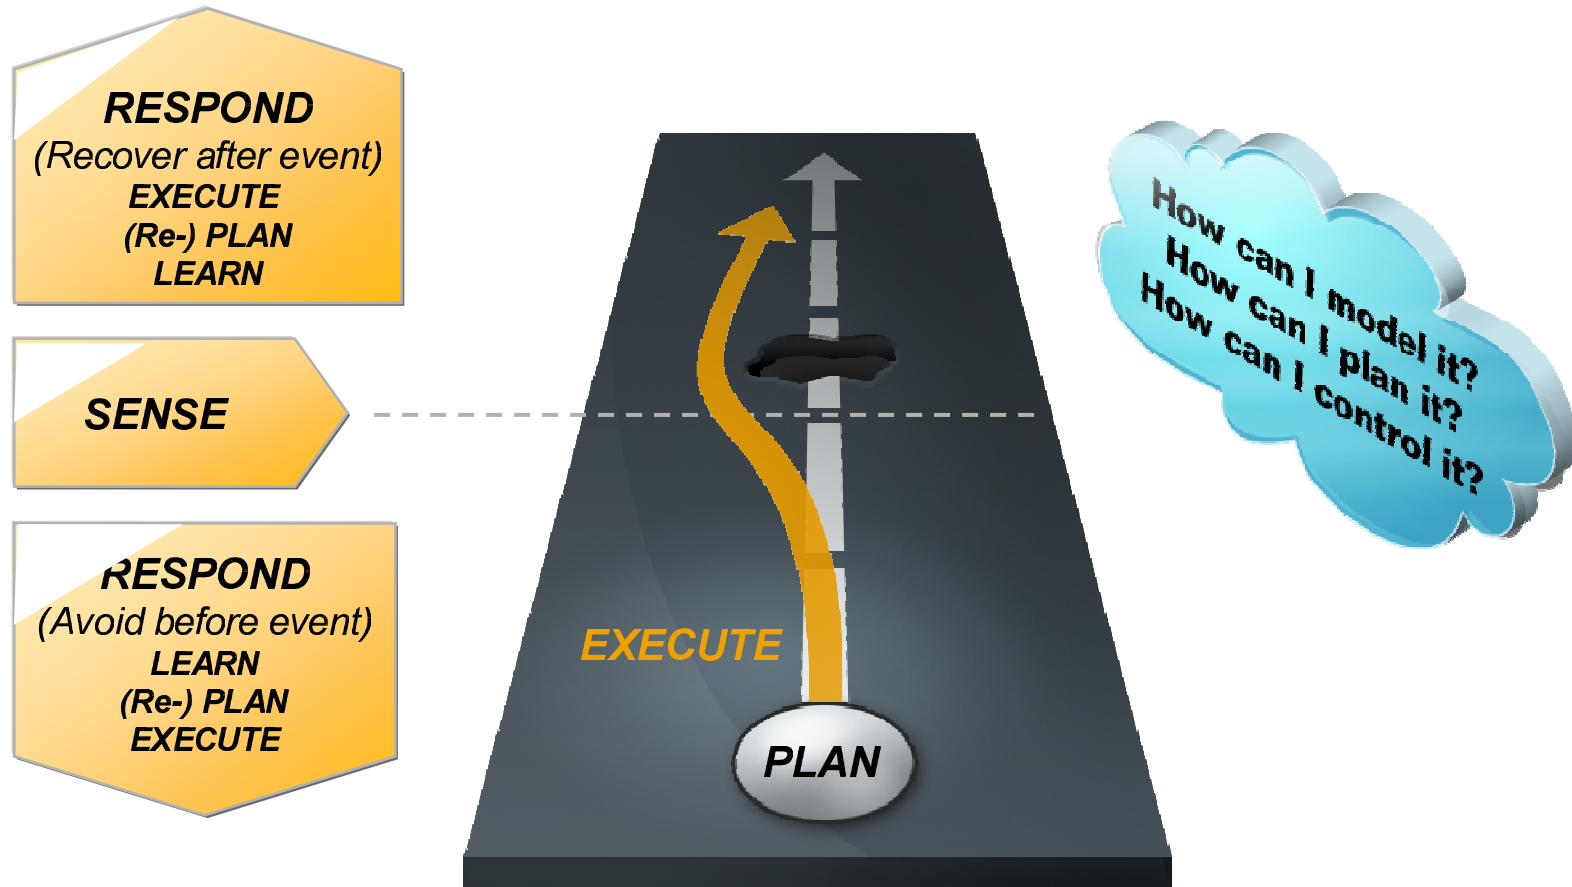 RESPOND
(Recover after event)
EXECUTE
(Re-) PLAN
LEARN
SENSE
RESPOND
(Avoid before event)
LEARN
(Re-) PLAN
EXECUTE
EXECUTE
PLAN
How can I model it?
How can I plan it?
How can I control it?